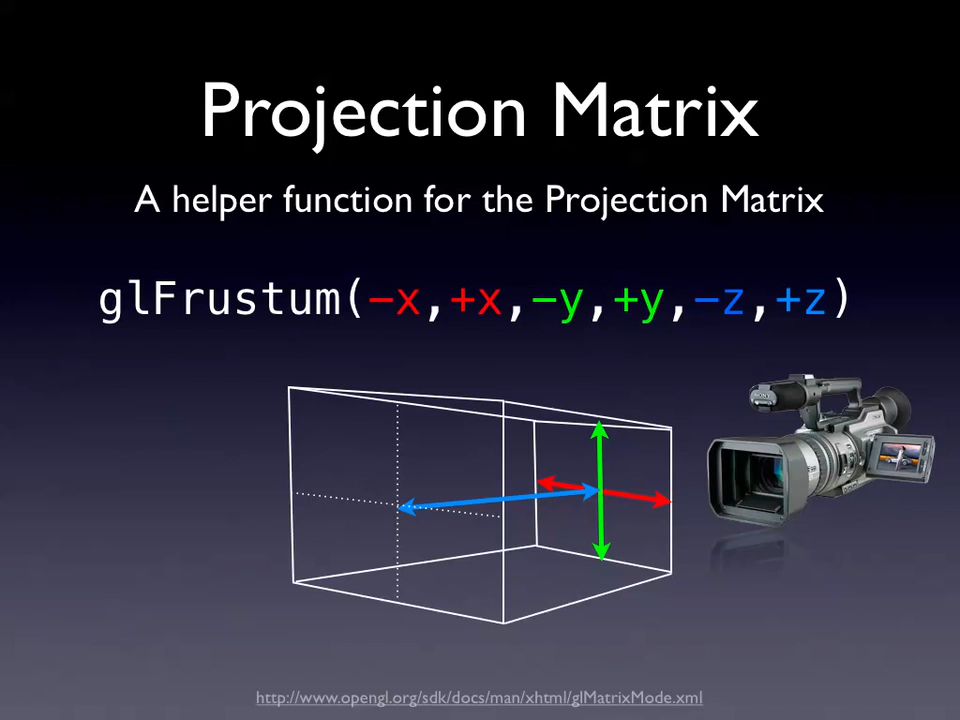 Projection Matrix
A helper function for the Projection Matrix
glFrustum(-x,+x,-y,+y,-z,+z)
SONY
http://www.opengl.org/sdk/docs/man/xhtml/glMatrixMode.xml